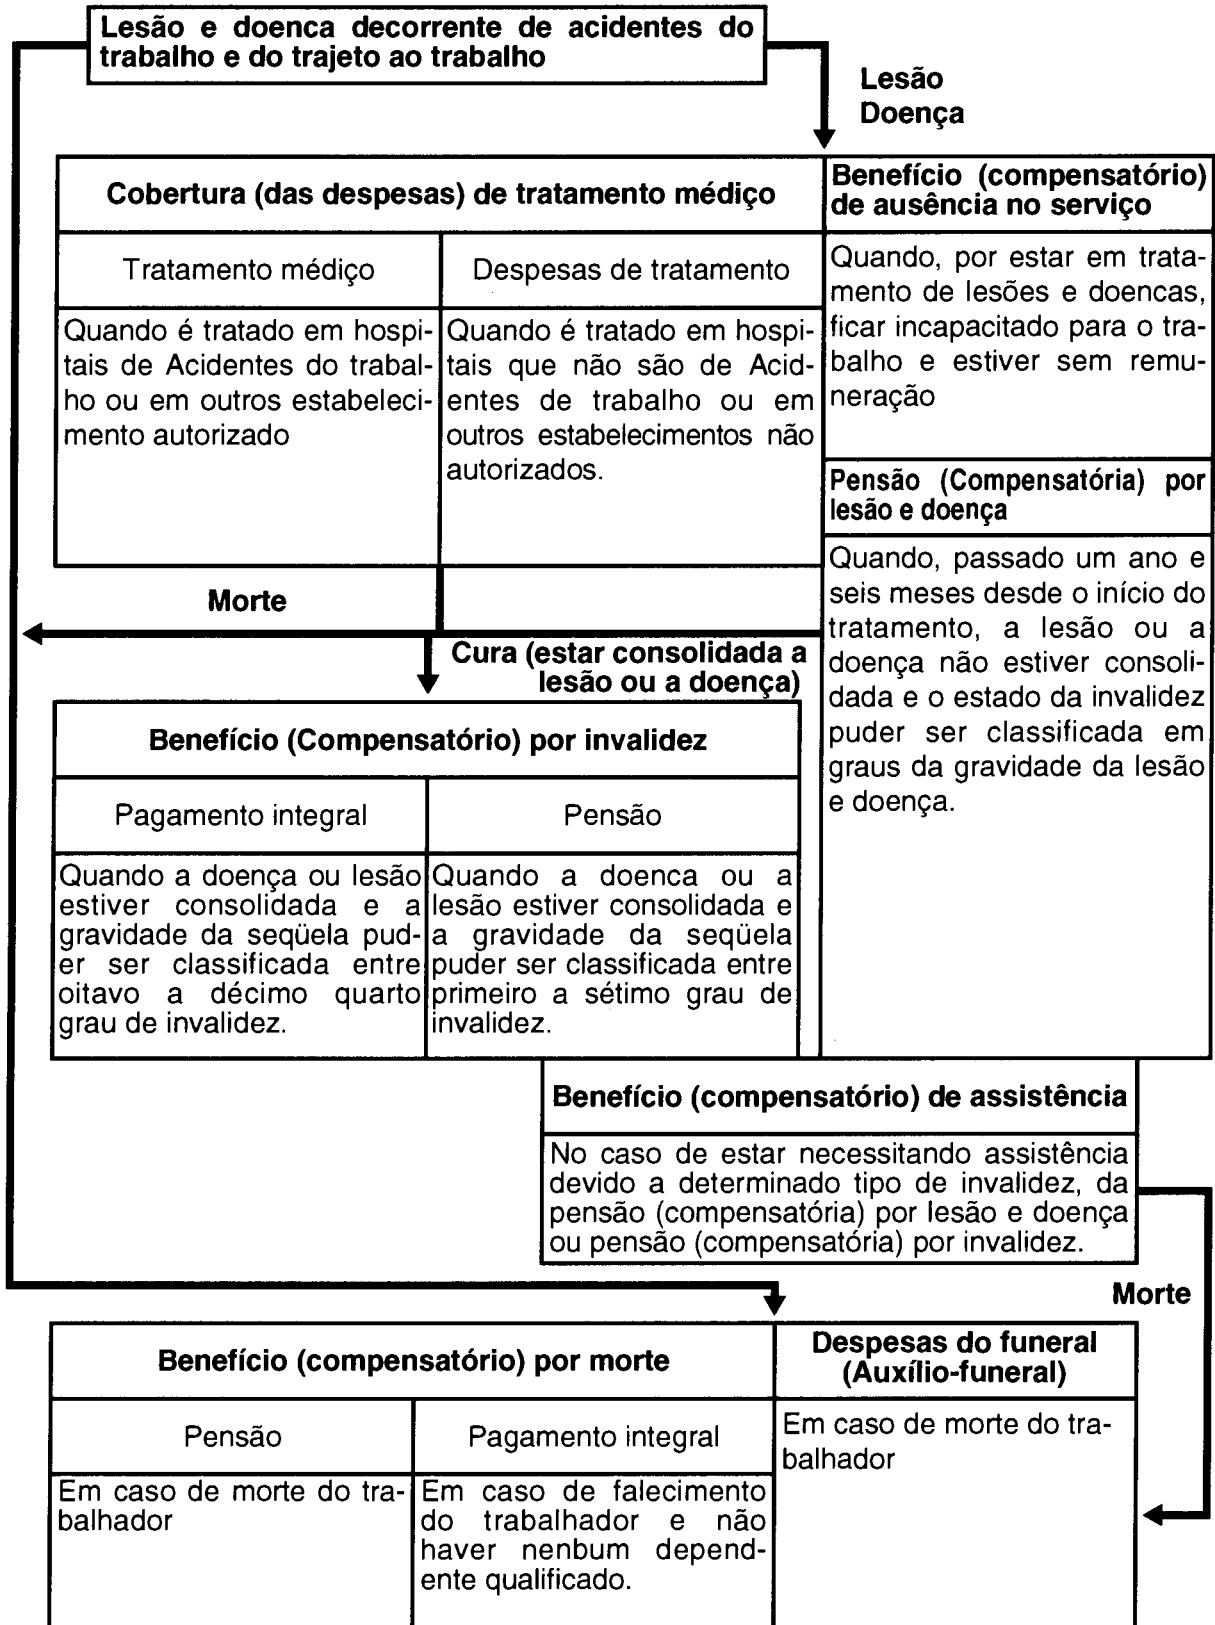 Lesão e doenca decorrente de acidentes do
trabalho e do trajeto ao trabalho
Lesão
Doença
Cobertura (das despesas) de tratamento médiço
Tratamento médiço
Quando é tratado em hospi-
tais de Acidentes do trabal-
ho ou em outros estabeleci-
mento autorizado
Despesas de tratamento
Quando é tratado em hospi-
tais que não são de Acid-
entes de trabalho ou em
outros estabelecimentos não
autorizados.
Benefício (compensatório)
de ausência no serviço
Quando, por estar em trata-
mento de lesões e doencas,
ficar incapacitado para o tra-
balho e estiver sem remu-
neração
Pensão (Compensatória) por
lesão e doença
Quando, passado um ano e
seis meses desde o início do
tratamento, a lesão ou a
doença não estiver consoli-
dada e o estado da invalidez
puder ser classificada em
graus da gravidade da lesão
e doença.
Morte
Cura (estar consolidada a
lesão ou a doença)
Benefício (Compensatório) por invalidez
Pagamento integral
Quando a doença ou lesão
estiver consolidada e a
gravidade da seqüela pud-
er ser classificada entre
oitavo a décimo quarto
grau de invalidez.
Pensão
Quando a doenca ou a
lesão estiver consolidada e
a gravidade da seqüela
puder ser classificada entre
primeiro a sétimo grau de
invalidez.
Benefício (compensatório) de assistência
No caso de estar necessitando assistência
devido a determinado tipo de invalidez, da
pensão (compensatória) por lesão e doença
ou pensão (compensatória) por invalidez.
Morte
Benefício (compensatório) por morte
Pensão
Em caso de morte do tra-
balhador
Pagamento integral
Em caso de falecimento
do trabalhador e não
haver nenbum depend-
ente qualificado.
Despesas do funeral
(Auxílio-funeral)
Em caso de morte do tra-
balhador